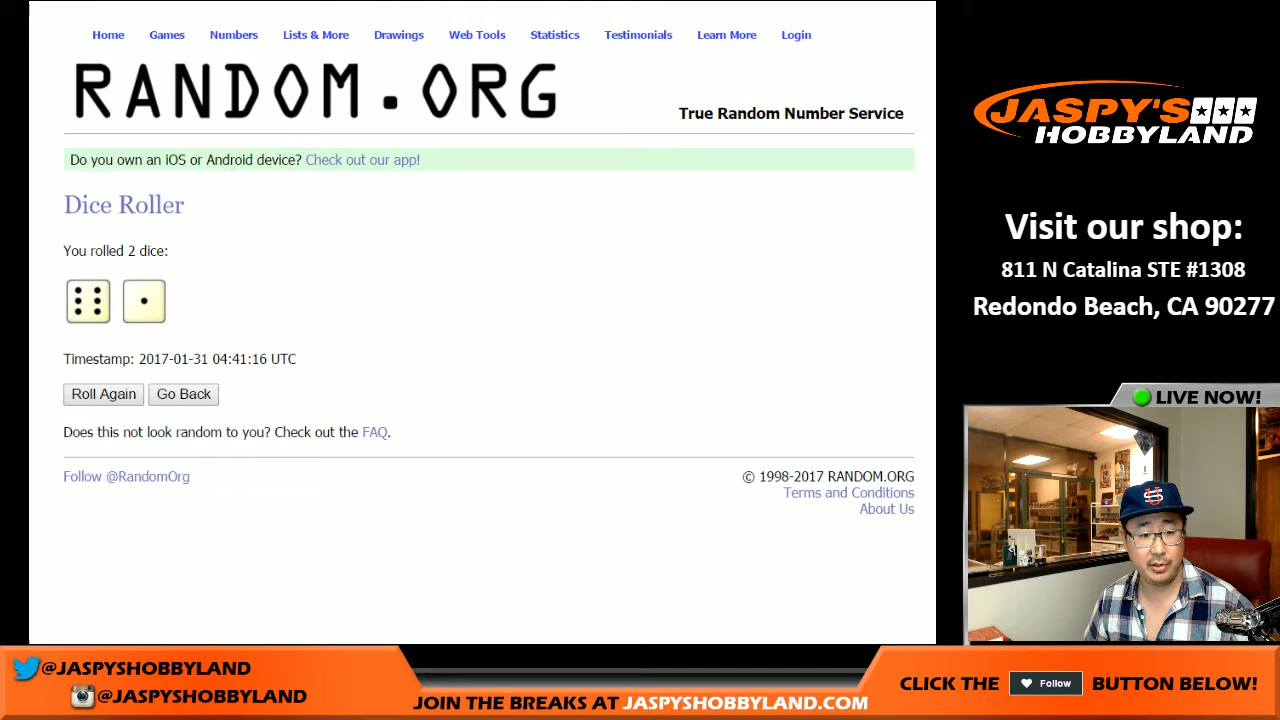 Home Games Numbers Lists & More Drawings Web Tools Statistics Testimonials Learn More Login
RANDOM.ORG
True Random Number Service
Do you own an iOS or Android device? Check out our app!
Dice Roller
You rolled 2 dice:
Timestamp: 2017-01-31 04:41:16 UTC
Roll Again Go Back
Does this not look random to you? Check out the FAQ.
Follow @RandomOrg
© 1998-2017 RANDOM.ORG
Terms and Conditions
About Us
JASPY'S
HOBBYLAND
Visit our shop:
811 N Catalina STE #1308
Redondo Beach, CA 90277
LIVE NOW!
US
@JASPYSHOBBYLAND
@JASPYSHOBBYLAND
JOIN THE BREAKS AT JASPYSHOBBYLAND.COM
CLICK THE Follow BUTTON BELOW!